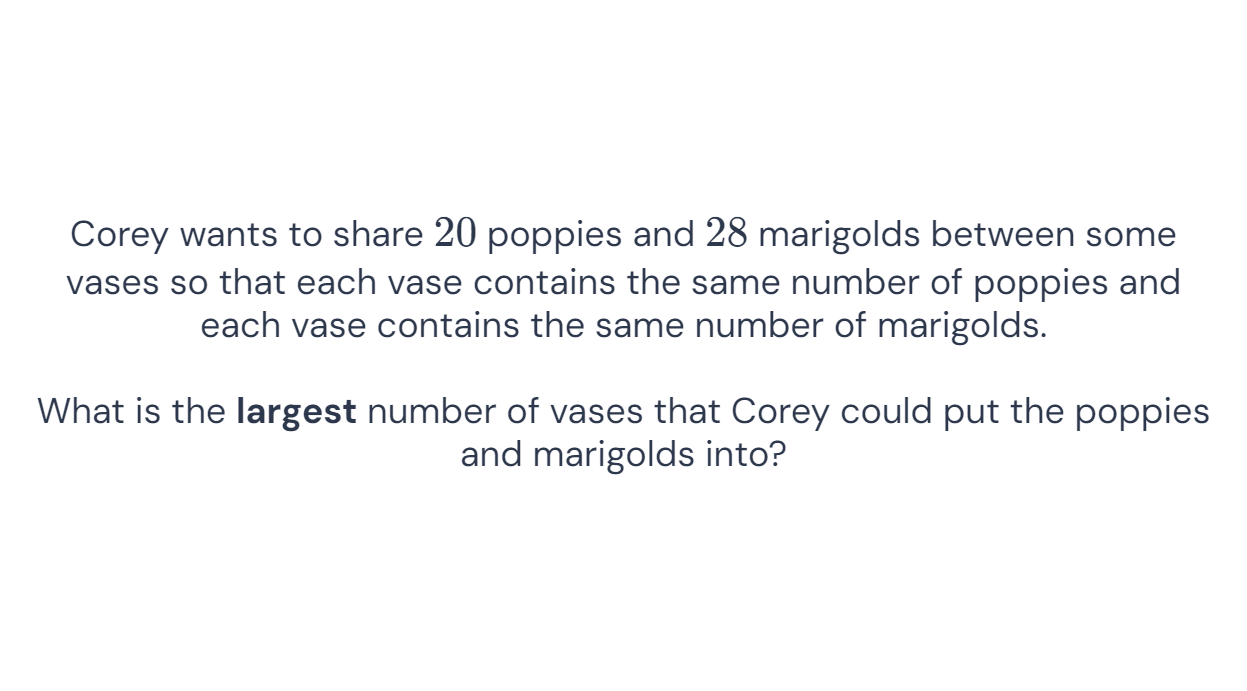 Corey wants to share 20 poppies and 28 marigolds between some
vases so that each vase contains the same number of poppies and
each vase contains the same number of marigolds.
What is the largest number of vases that Corey could put the poppies
and marigolds into?